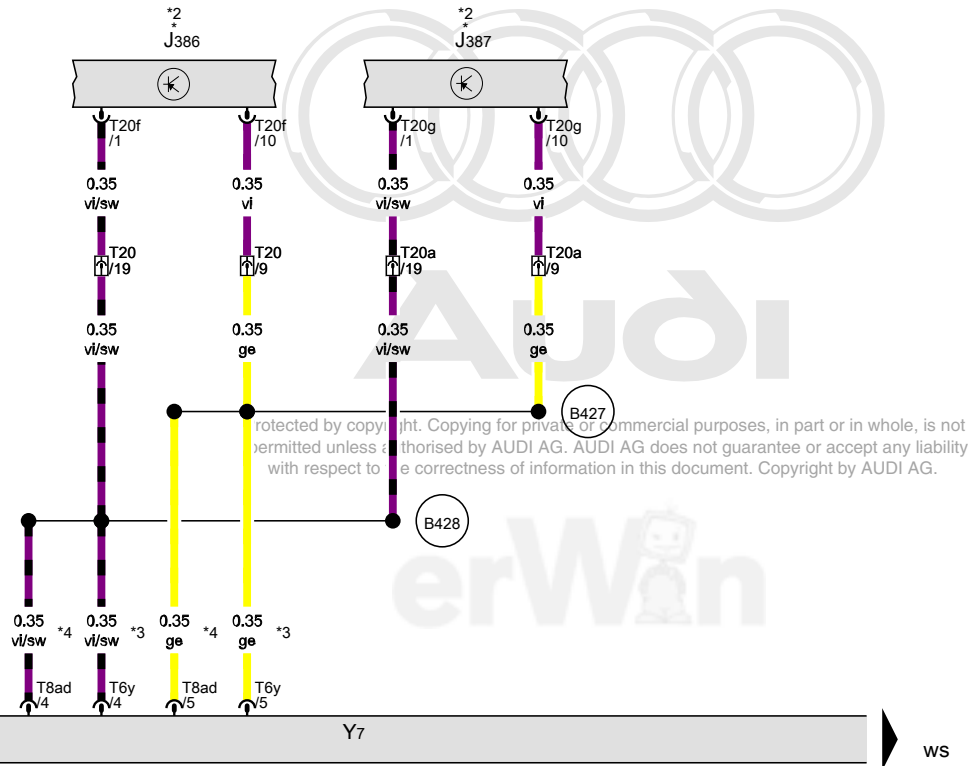 *2 *2
* *
J386 J387
T20f T20f T20g T20g
/1 /10 /1 /10
0.35 0.35 0.35 0.35
vi/sw vi vi/sw vi
T20 T20 T20a T20a
/19 /9 /19 /9
Audi
0.35 0.35 0.35 0.35
vi/sw ge vi/sw ge
B427
rotected by copy ht. Copying for private or commercial purposes, in part or in whole, is not
permitted unless a thorised by AUDI AG. AUDI AG does not guarantee or accept any liability
with respect to e correctness of information in this document. Copyright by AUDI AG.
B428
erWin
0.35 0.35 0.35 0.35
vi/sw *4 vi/sw *3 ge *4 ge *3
T8ad T6y T8ad T6y
/4 /4 /5 /5
Y7
ws